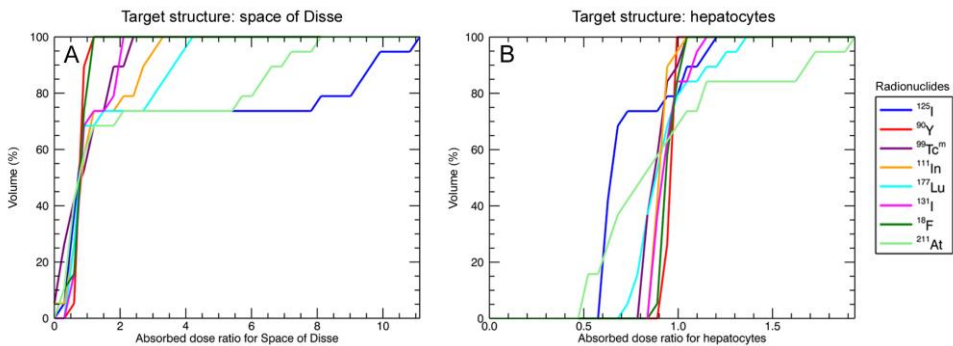 Target structure: space of Disse
A
100
80
60
40
20
0
Volume (%)
0 2 4 6 8 10
Absorbed dose ratio for Space of Disse
Target structure: hepatocytes
B
100
80
60
40
20
0
Volume (%)
0.0 0.5 1.0 1.5
Absorbed dose ratio for hepatocytes
Radionuclides
¹²⁵I
⁹⁰Y
⁹⁹Tcᵐ
¹¹¹In
¹⁷⁷Lu
¹³¹I
¹⁸F
²¹¹At